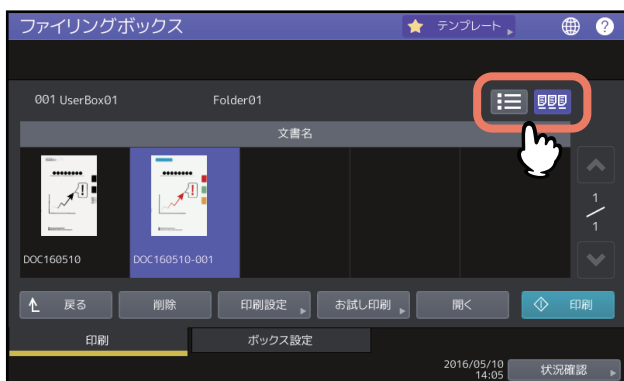 ファイリングボックス
テンプレート
?
001 UserBox01 Folder01
文書名
DOC160510 DOC160510-001
1
1
戻る 削除 印刷設定 お試し印刷 開く 印刷
印刷 ボックス設定
2016/05/10
14:05
状況確認